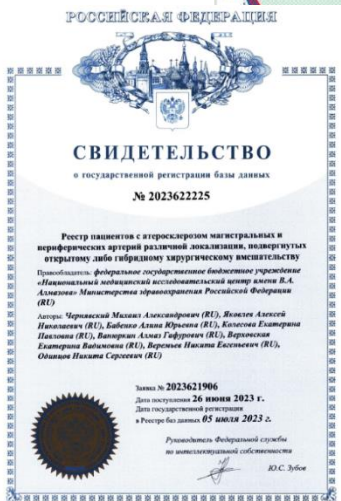 РОССИЙСКАЯ ФЕДЕРАЦИЯ
СВИДЕТЕЛЬСТВО
о государственной регистрации базы данных
№ 2023622225
Реестр пациентов с атеросклерозом магистральных и
периферических артерий различной локализации, подвергнутых
открытому либо гибридному хирургическому вмешательству
Правообладатель: федеральное государственное бюджетное учреждение
«Национальный медицинский исследовательский центр имени В.А.
Алмазова» Министерства здравоохранения Российской Федерации
(RU)
Авторы: Чернявский Михаил Александрович (RU), Яковлев Алексей
Николаевич (RU), Бабенко Алина Юрьевна (RU), Колесова Екатерина
Павловна (RU), Ванюркин Алмаз Гафурович (RU), Верховская
Екатерина Вадимовна (RU), Веремьев Никита Евгеньевич (RU),
Одинцов Никита Сергеевич (RU)
Заявка № 2023621906
Дата поступления 26 июня 2023 г.
Дата государственной регистрации
в Реестре баз данных 05 июля 2023 г.
Руководитель Федеральной службы
по интеллектуальной собственности
Ю.С. Зубов